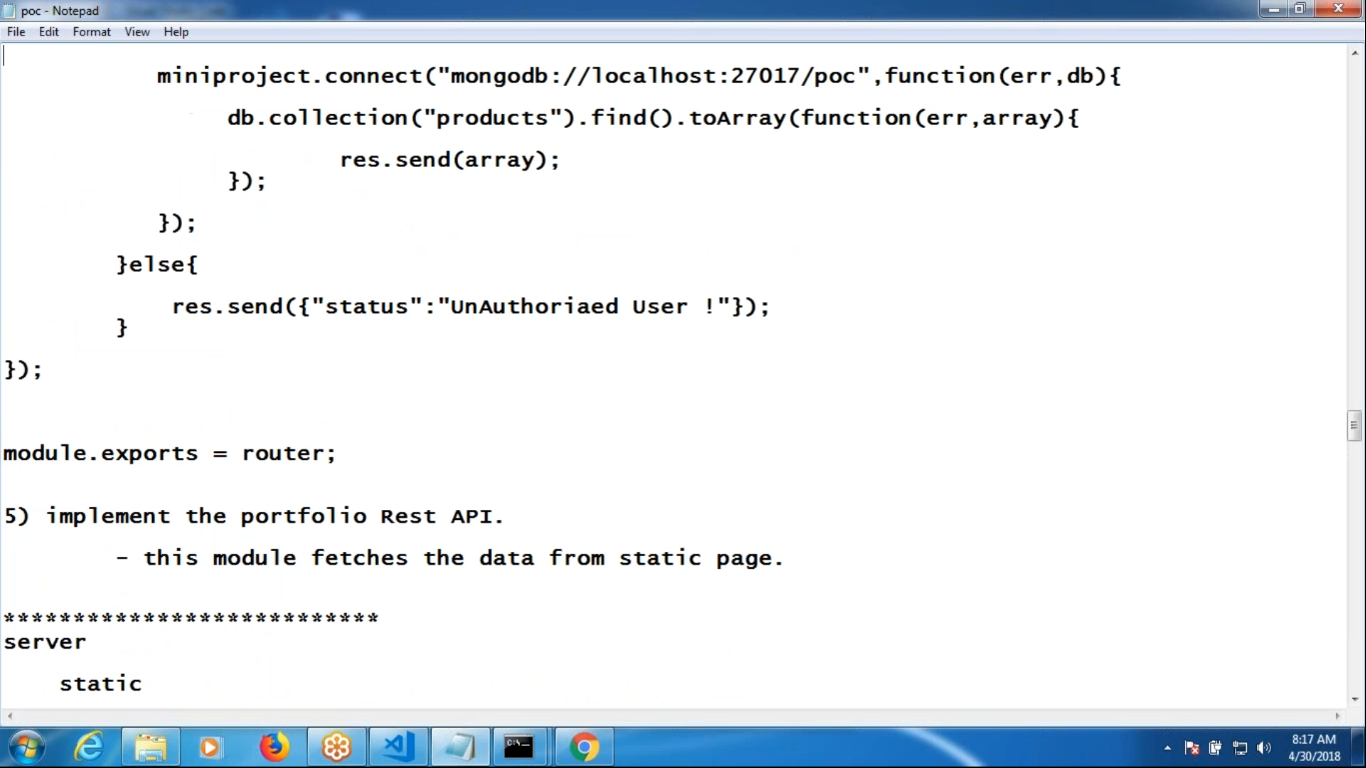 poc - Notepad
File Edit Format View Help
miniproject.connect("mongodb://localhost:27017/poc",function(err,db){
db.collection("products").find().toArray(function(err,array){
res.send(array);
});
});
}else{
res.send({"status":"UnAuthoriaed User !"});
}
});
module.exports = router;
5) implement the portfolio Rest API.
- this module fetches the data from static page.
***************************
server
static
8:17 AM
4/30/2018